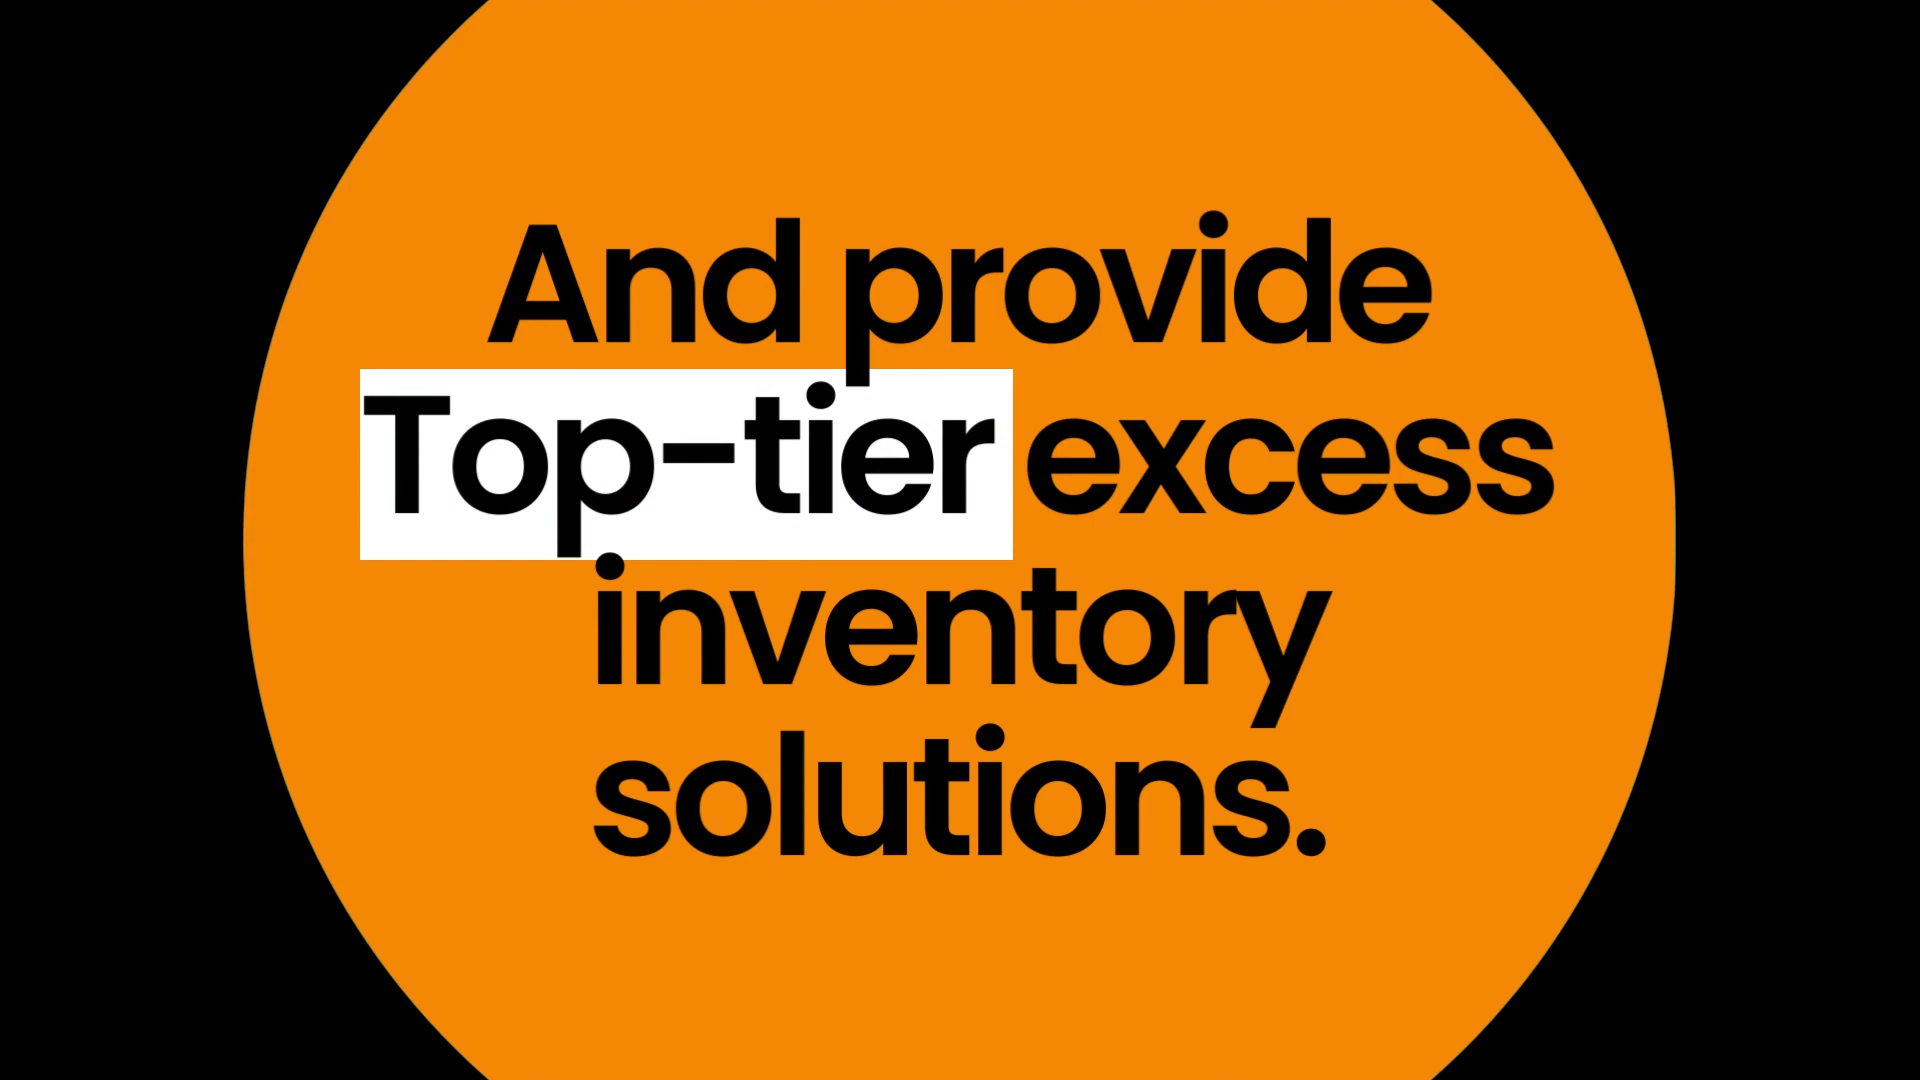 And provide
Top-tier excess
inventory
solutions.